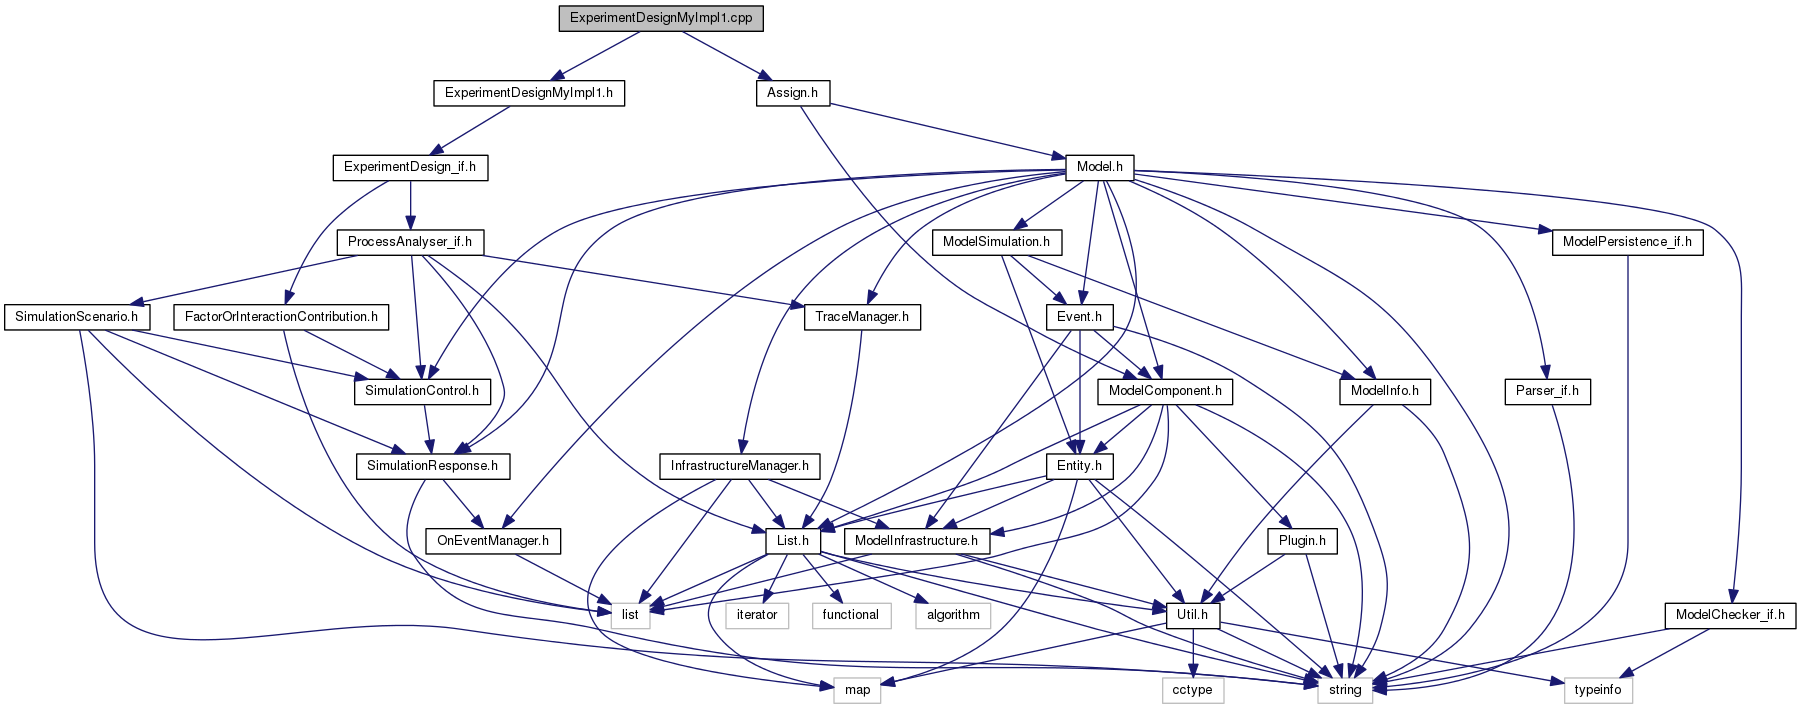 ExperimentDesignMyImpl1.cpp
ExperimentDesignMyImpl1.h
Assign.h
ExperimentDesign_if.h
Model.h
ProcessAnalyser_if.h
ModelSimulation.h
ModelPersistence_if.h
SimulationScenario.h
FactorOrInteractionContribution.h
TraceManager.h
Event.h
SimulationControl.h
ModelComponent.h
ModelInfo.h
Parser_if.h
SimulationResponse.h
InfrastructureManager.h
Entity.h
OnEventManager.h
List.h
ModelInfrastructure.h
Plugin.h
list
iterator
functional
algorithm
Util.h
ModelChecker_if.h
map
cctype
string
typeinfo